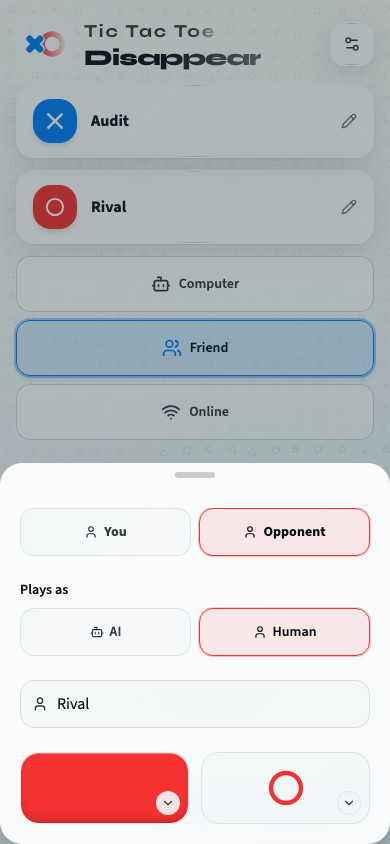 Tic Tac Toe
Disappear
Audit
Rival
Computer
Friend
Online
You
Opponent
Plays as
AI
Human
Rival